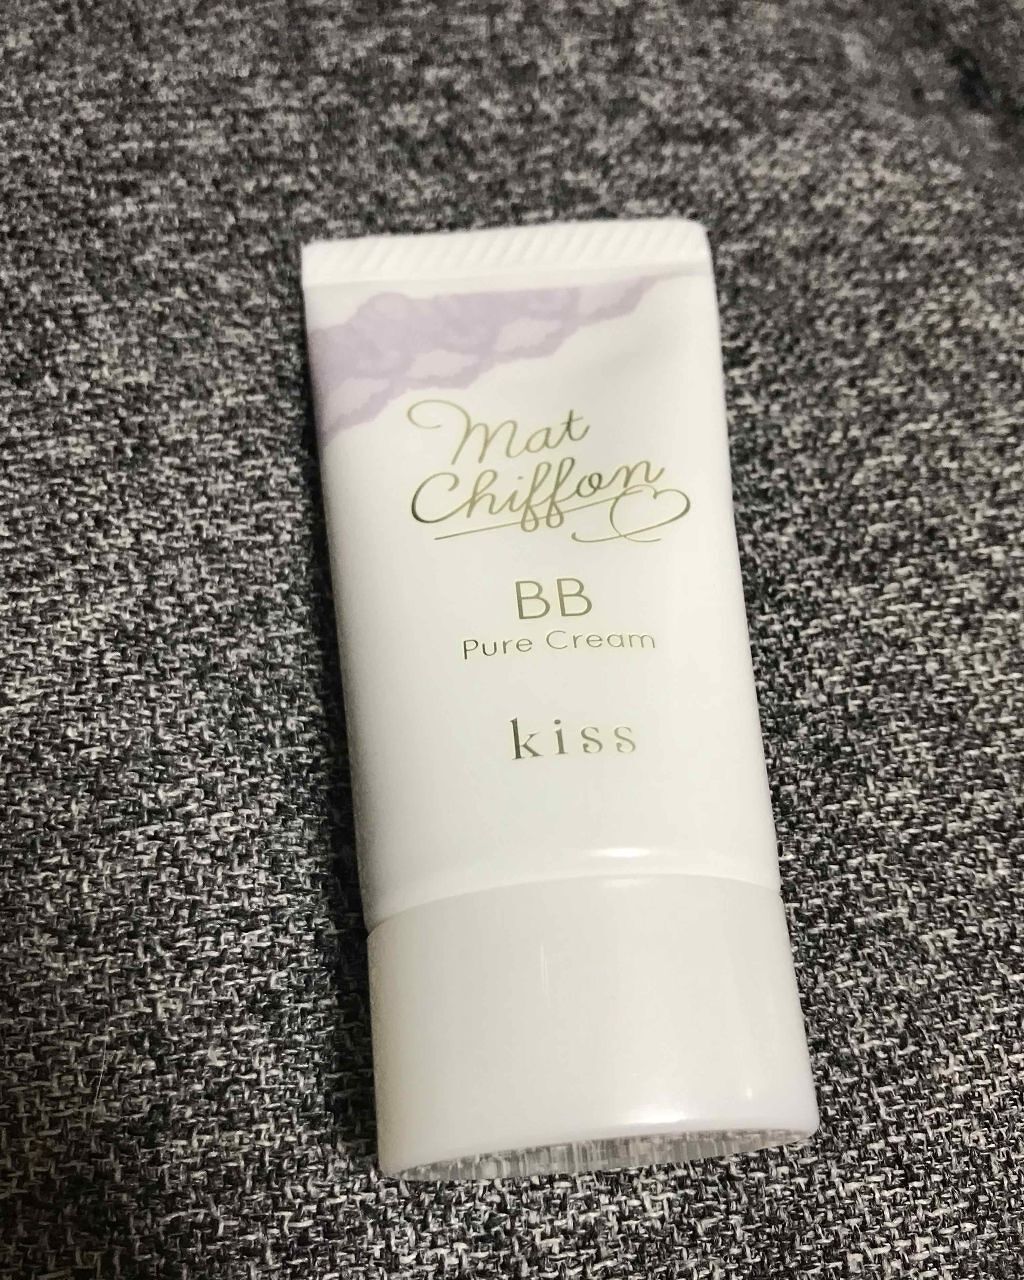 Mat
Chiffon
BB
Pure Cream
kiss